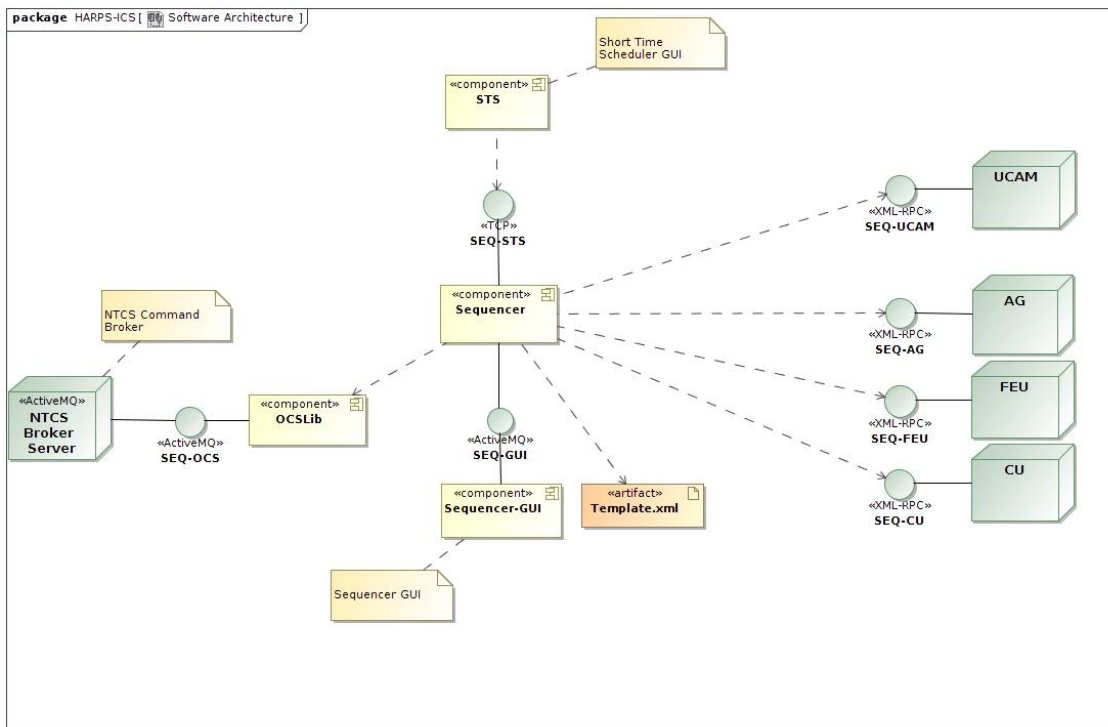 package HARPS-ICS [ Software Architecture ]
Short Time
Scheduler GUI
«component»
STS
«TCP»
SEQ-STS
UCAM
«XML-RPC»
SEQ-UCAM
NTCS Command
Broker
«component»
Sequencer
AG
«XML-RPC»
SEQ-AG
«ActiveMQ»
NTCS
Broker
Server
«ActiveMQ»
SEQ-OCS
«component»
OCSLib
«ActiveMQ»
SEQ-GUI
FEU
«XML-RPC»
SEQ-FEU
«component»
Sequencer-GUI
«artifact»
Template.xml
CU
«XML-RPC»
SEQ-CU
Sequencer GUI